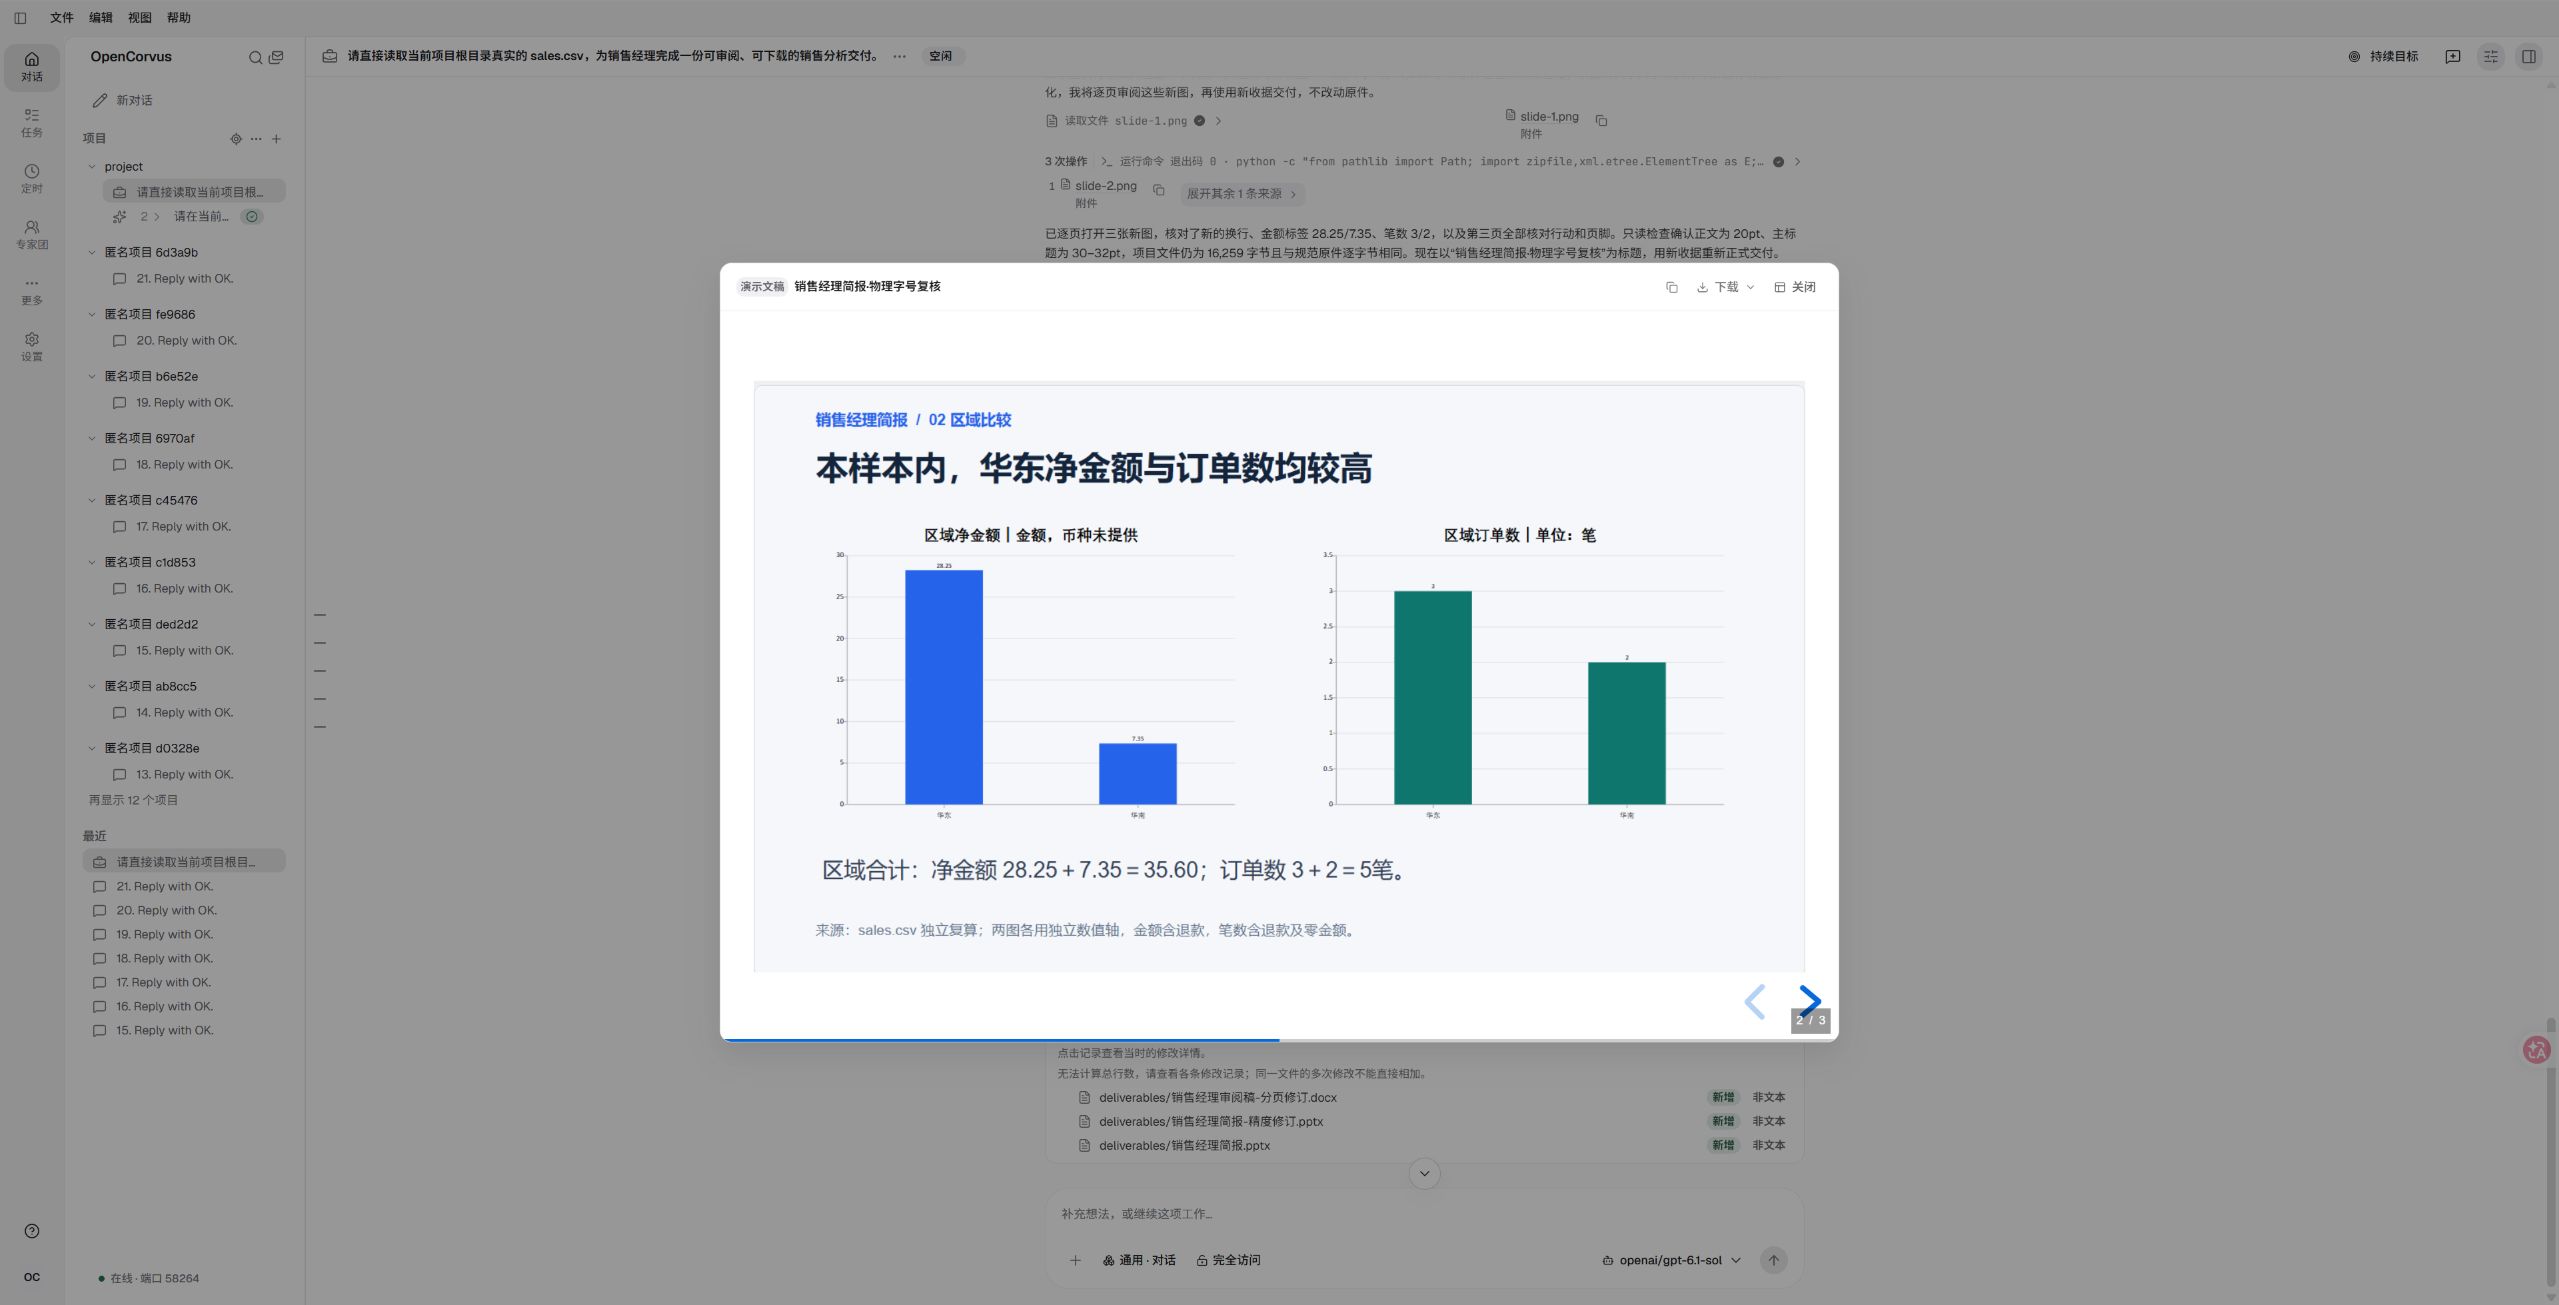 文件 编辑 视图 帮助
对话
任务
定时
专家团
更多
设置
OC
OpenCorvus
新对话
项目
project
请直接读取当前项目根...
2 请在当前...
匿名项目 6d3a9b
21. Reply with OK.
匿名项目 fe9686
20. Reply with OK.
匿名项目 b6e52e
19. Reply with OK.
匿名项目 6970af
18. Reply with OK.
匿名项目 c45476
17. Reply with OK.
匿名项目 c1d853
16. Reply with OK.
匿名项目 ded2d2
15. Reply with OK.
匿名项目 ab8cc5
14. Reply with OK.
匿名项目 d0328e
13. Reply with OK.
再显示 12 个项目
最近
请直接读取当前项目根目...
21. Reply with OK.
20. Reply with OK.
19. Reply with OK.
18. Reply with OK.
17. Reply with OK.
16. Reply with OK.
15. Reply with OK.
在线 · 端口 58264
请直接读取当前项目根目录真实的 sales.csv，为销售经理完成一份可审阅、可下载的销售分析交付。 ··· 空闲
持续目标
化，我将逐页审阅这些新图，再使用新收据交付，不改动原件。
读取文件 slide-1.png
slide-1.png
附件
3 次操作 运行命令 退出码 0 · python -c "from pathlib import Path; import zipfile,xml.etree.ElementTree as E;...
1 slide-2.png
附件
展开其余 1 条来源
已逐页打开三张新图，核对了新的换行、金额标签 28.25/7.35、笔数 3/2，以及第三页全部核对行动和页脚。只读检查确认正文为 20pt、主标
题为 30–32pt，项目文件仍为 16,259 字节且与规范原件逐字节相同。现在以“销售经理简报·物理字号复核”为标题，用新收据重新正式交付。
演示文稿 销售经理简报·物理字号复核
下载
关闭
销售经理简报 / 02 区域比较
本样本内，华东净金额与订单数均较高
区域净金额｜金额，币种未提供
30
25
20
15
10
5
0
28.25
7.35
华东 华南
区域订单数｜单位：笔
3.5
3
2.5
2
1.5
1
0.5
0
3
2
华东 华南
区域合计：净金额 28.25 + 7.35 = 35.60；订单数 3 + 2 = 5笔。
来源：sales.csv 独立复算；两图各用独立数值轴，金额含退款，笔数含退款及零金额。
2 / 3
点击记录查看当时的修改详情。
无法计算总行数，请查看各条修改记录；同一文件的多次修改不能直接相加。
deliverables/销售经理审阅稿-分页修订.docx 新增 非文本
deliverables/销售经理简报-精度修订.pptx 新增 非文本
deliverables/销售经理简报.pptx 新增 非文本
补充想法，或继续这项工作...
通用 · 对话 完全访问
openai/gpt-6.1-sol